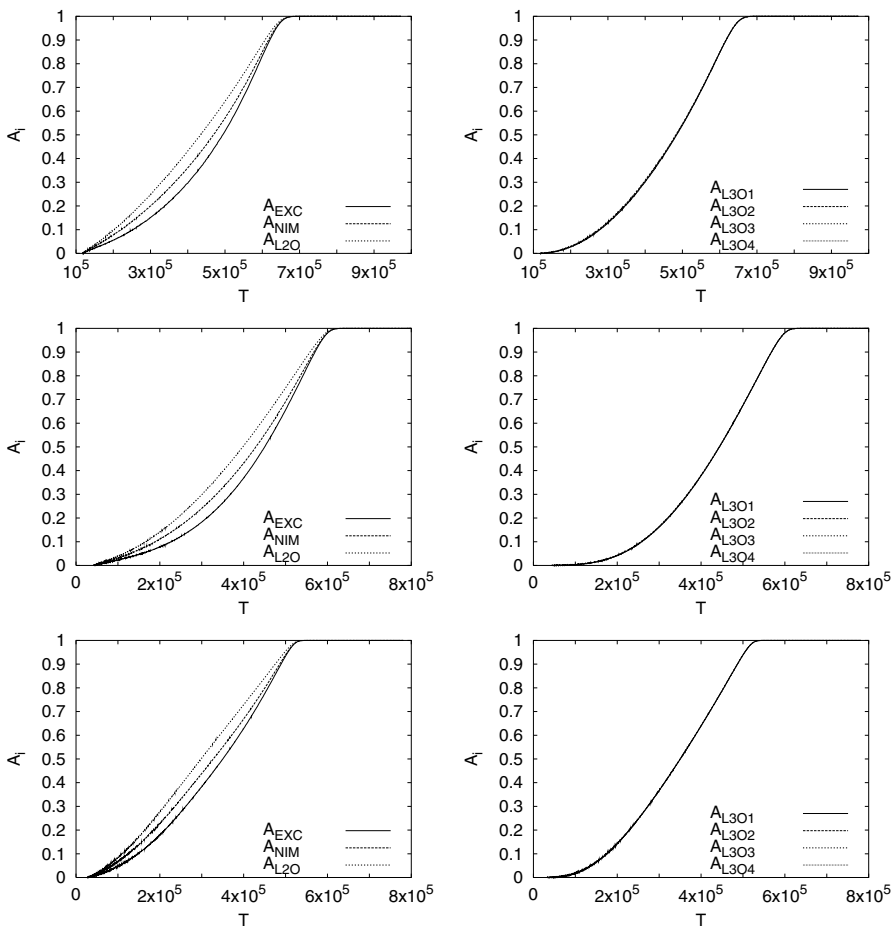 1
0.9
0.8
0.7
0.6
0.5
0.4
0.3
0.2
0.1
0
A_i
A_EXC
A_NIM
A_L2O
10^5 3x10^5 5x10^5 7x10^5 9x10^5
T
1
0.9
0.8
0.7
0.6
0.5
0.4
0.3
0.2
0.1
0
A_i
A_L3O1
A_L3O2
A_L3O3
A_L3O4
10^5 3x10^5 5x10^5 7x10^5 9x10^5
T
1
0.9
0.8
0.7
0.6
0.5
0.4
0.3
0.2
0.1
0
A_i
A_EXC
A_NIM
A_L2O
0 2x10^5 4x10^5 6x10^5 8x10^5
T
1
0.9
0.8
0.7
0.6
0.5
0.4
0.3
0.2
0.1
0
A_i
A_L3O1
A_L3O2
A_L3O3
A_L3O4
0 2x10^5 4x10^5 6x10^5 8x10^5
T
1
0.9
0.8
0.7
0.6
0.5
0.4
0.3
0.2
0.1
0
A_i
A_EXC
A_NIM
A_L2O
0 2x10^5 4x10^5 6x10^5 8x10^5
T
1
0.9
0.8
0.7
0.6
0.5
0.4
0.3
0.2
0.1
0
A_i
A_L3O1
A_L3O2
A_L3O3
A_L3O4
0 2x10^5 4x10^5 6x10^5 8x10^5
T